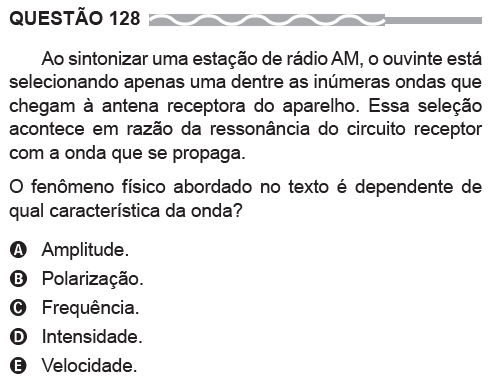 QUESTÃO 128
Ao sintonizar uma estação de rádio AM, o ouvinte está
selecionando apenas uma dentre as inúmeras ondas que
chegam à antena receptora do aparelho. Essa seleção
acontece em razão da ressonância do circuito receptor
com a onda que se propaga.
O fenômeno físico abordado no texto é dependente de
qual característica da onda?
A Amplitude.
B Polarização.
C Frequência.
D Intensidade.
E Velocidade.